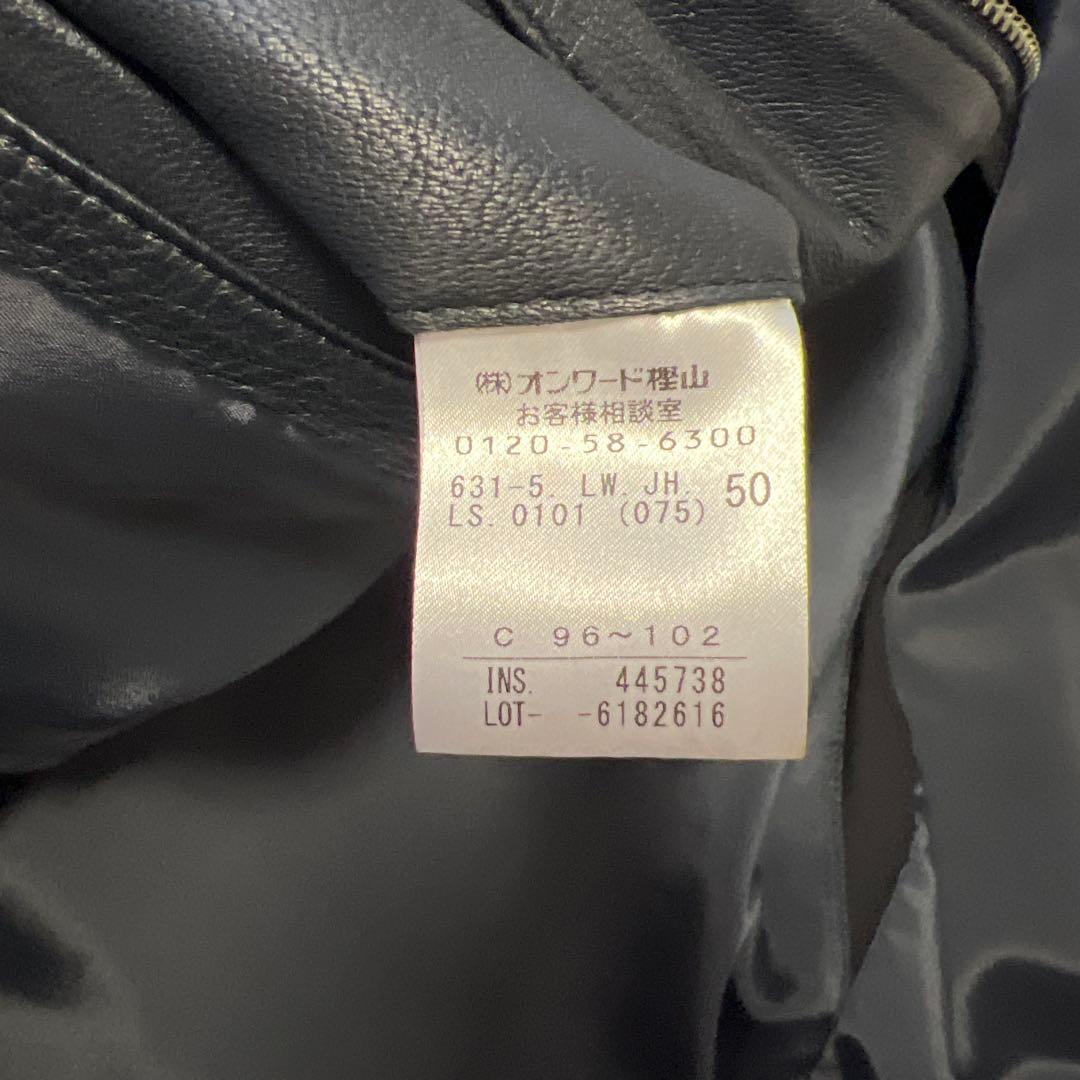 (株)オンワード樫山
お客様相談室
0120-58-6300
631-5. LW. JH. 50
LS. 0101 (075)
C 96~102
INS. 445738
LOT- -6182616